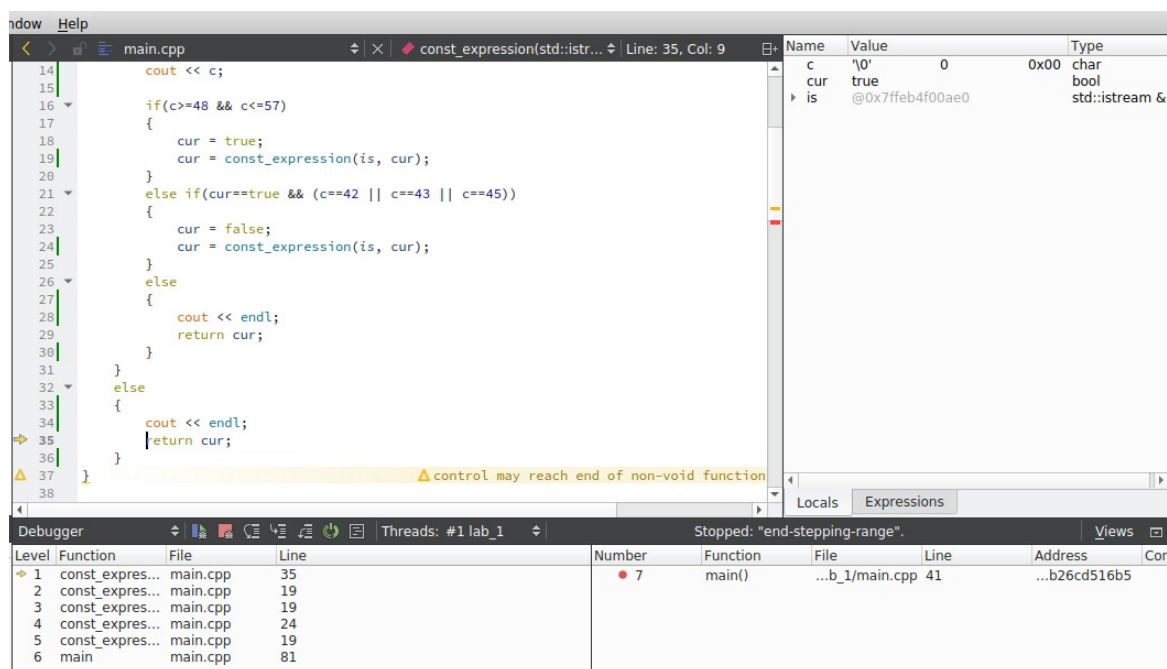 ndow Help
main.cpp const_expression(std::istr... Line: 35, Col: 9
14 cout << c;
15
16 if(c>=48 && c<=57)
17 {
18 cur = true;
19 cur = const_expression(is, cur);
20 }
21 else if(cur==true && (c==42 || c==43 || c==45))
22 {
23 cur = false;
24 cur = const_expression(is, cur);
25 }
26 else
27 {
28 cout << endl;
29 return cur;
30 }
31 }
32 else
33 {
34 cout << endl;
35 return cur;
36 }
37 } control may reach end of non-void function
38
Name Value Type
c '\0' 0 0x00 char
cur true bool
is @0x7ffeb4f00ae0 std::istream &
Locals Expressions
Debugger Threads: #1 lab_1 Stopped: "end-stepping-range". Views
Level Function File Line
1 const_expres... main.cpp 35
2 const_expres... main.cpp 19
3 const_expres... main.cpp 19
4 const_expres... main.cpp 24
5 const_expres... main.cpp 19
6 main main.cpp 81
Number Function File Line Address Cor
7 main() ...b_1/main.cpp 41 ...b26cd516b5